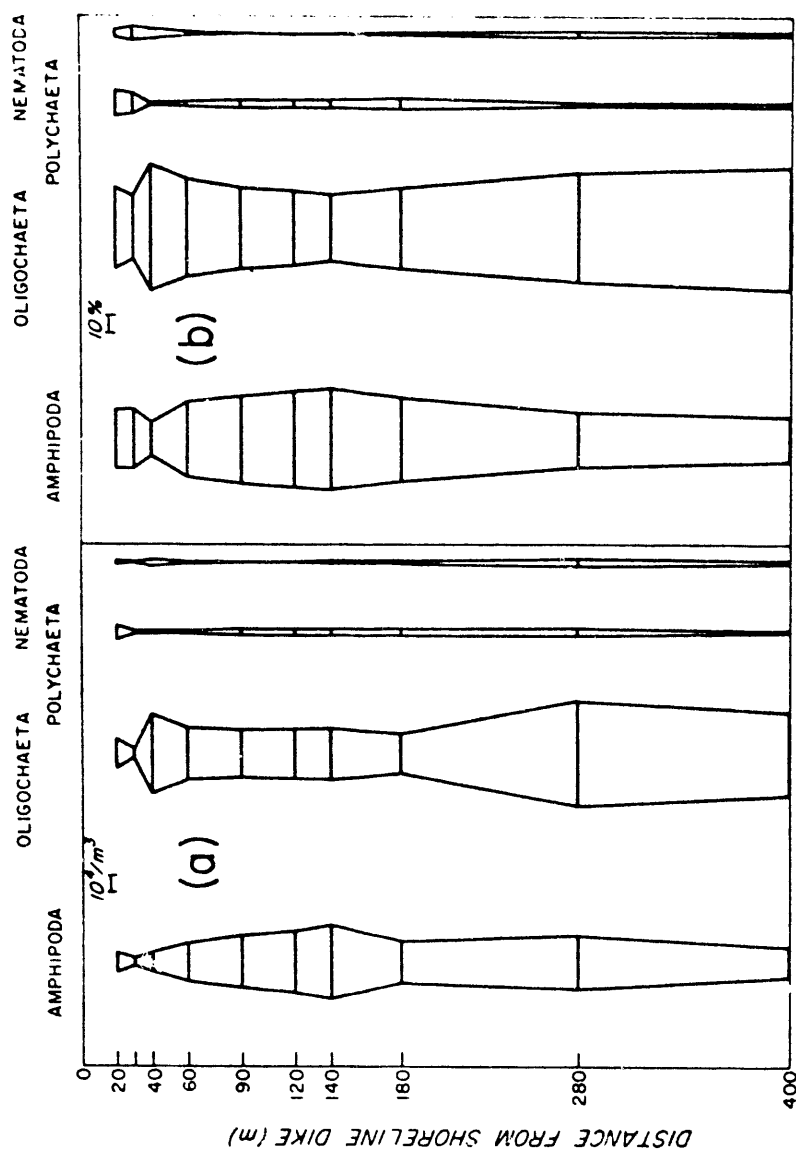 AMPHIPODA
OLIGOCHAETA
POLYCHAETA
NEMATODA
AMPHIPODA
OLIGOCHAETA
POLYCHAETA
NEMATODA
10⁴/m³
(a)
10%
(b)
0
20
40
60
90
120
140
180
280
400
DISTANCE FROM SHORELINE DIKE (m)